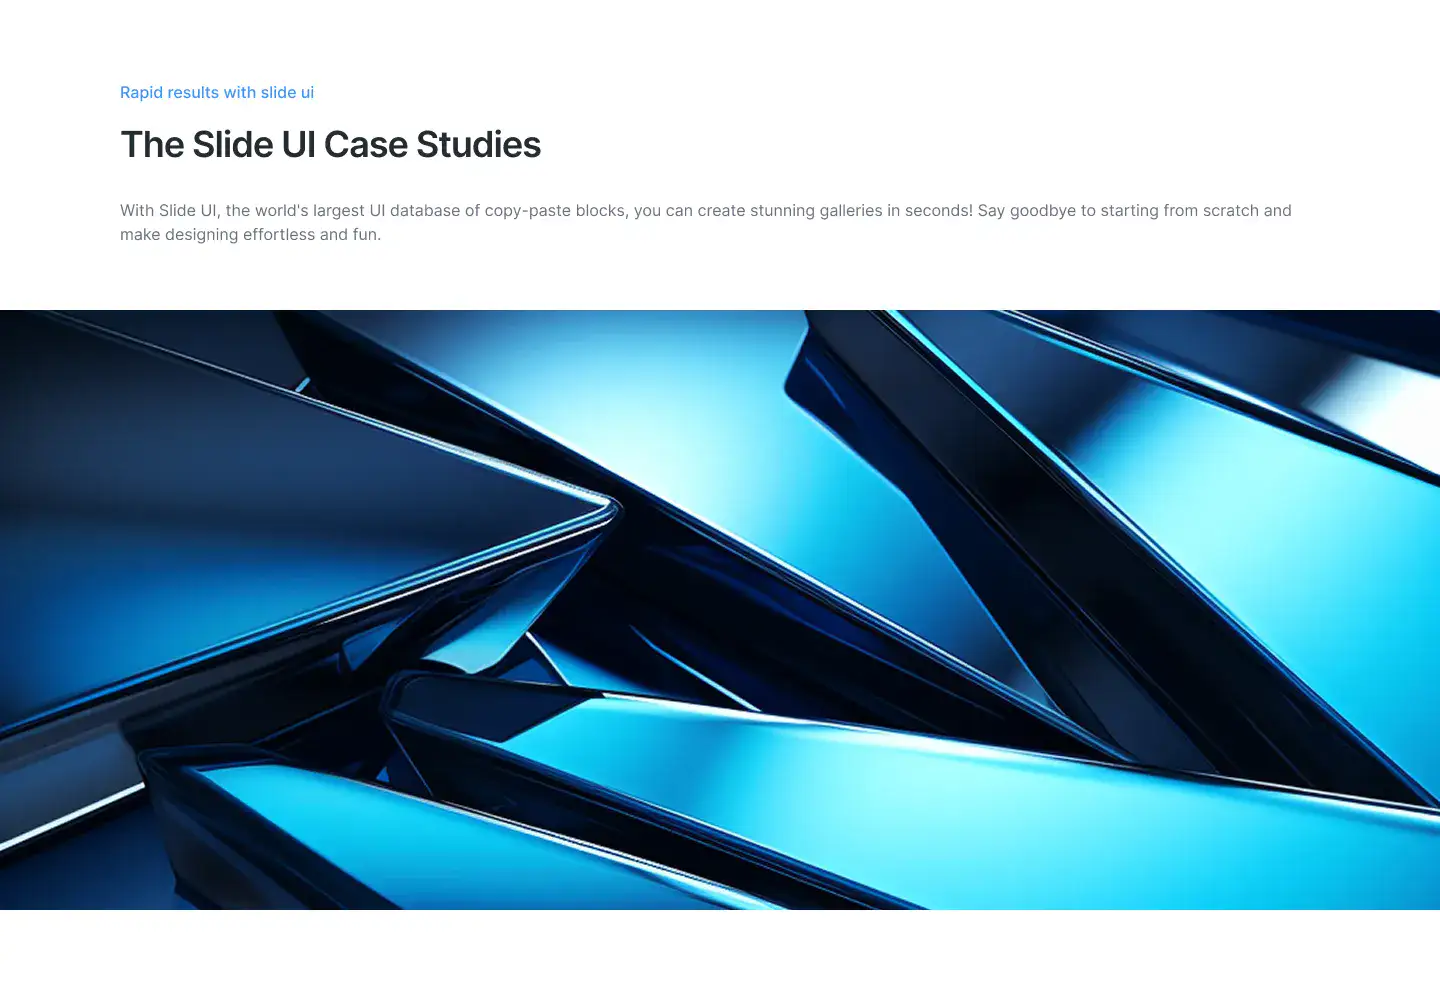 Rapid results with slide ui
The Slide UI Case Studies
With Slide UI, the world's largest UI database of copy-paste blocks, you can create stunning galleries in seconds! Say goodbye to starting from scratch and
make designing effortless and fun.